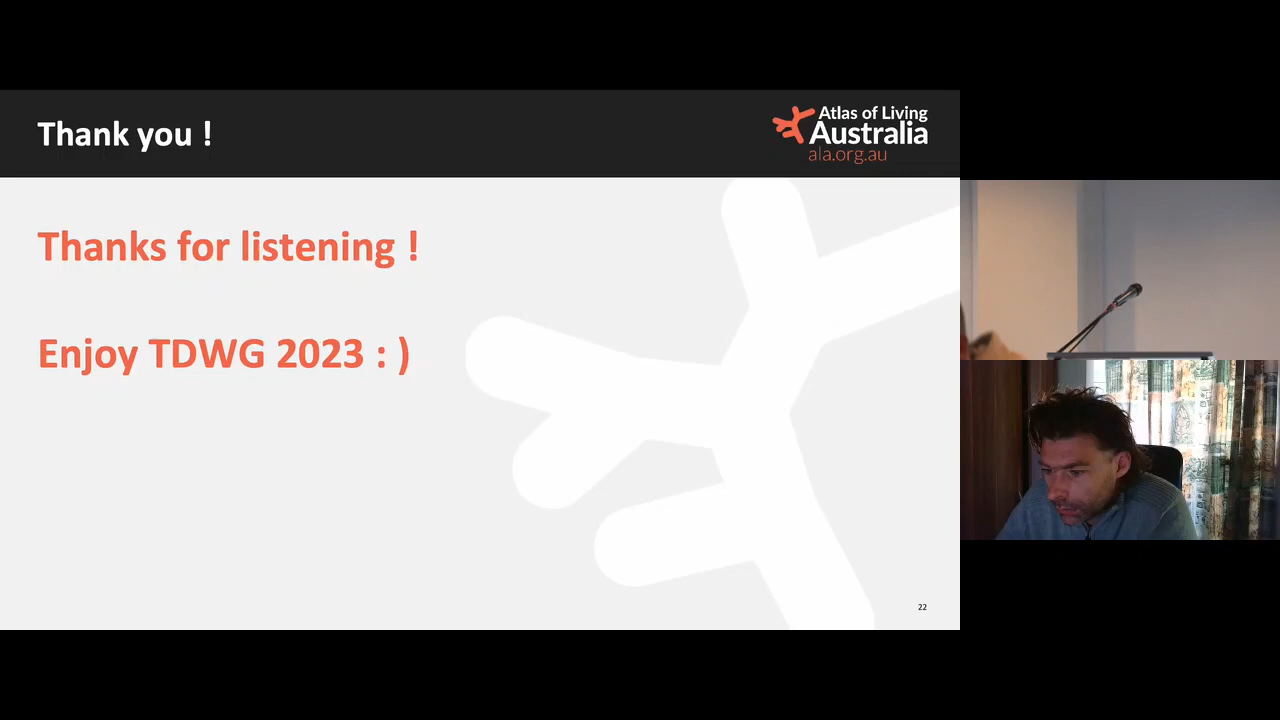 Thank you !
Atlas of Living
Australia
ala.org.au
Thanks for listening !
Enjoy TDWG 2023 : )
22